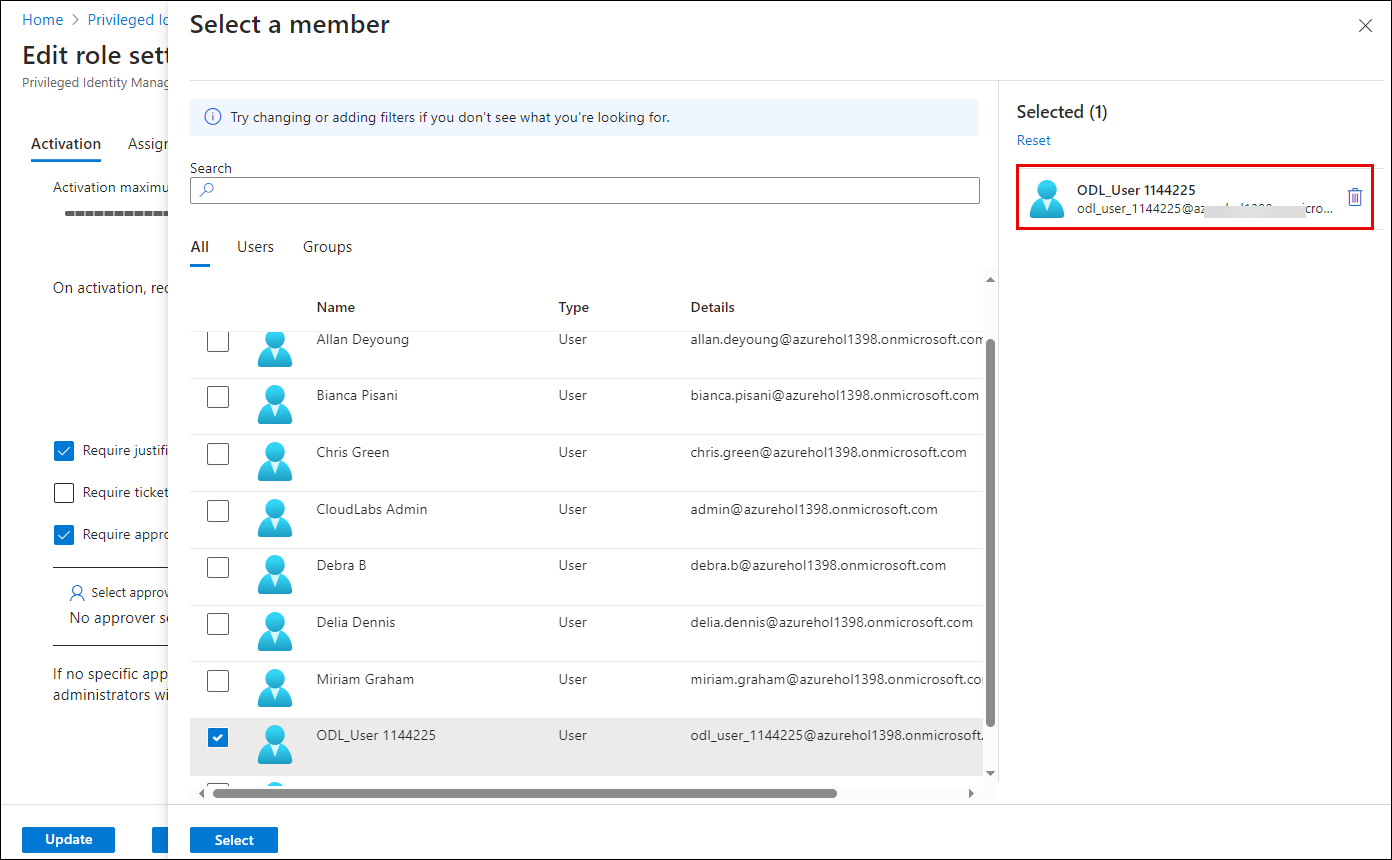 Home > Privileged Id
Edit role sett
Privileged Identity Manag
Activation Assign
Activation maximu
On activation, rec
Require justifi
Require ticket
Require appro
Select approv
No approver se
If no specific app
administrators wi
Update
Select a member
Try changing or adding filters if you don't see what you're looking for.
Search
All Users Groups
Name Type Details
Allan Deyoung User allan.deyoung@azurehol1398.onmicrosoft.com
Bianca Pisani User bianca.pisani@azurehol1398.onmicrosoft.com
Chris Green User chris.green@azurehol1398.onmicrosoft.com
CloudLabs Admin User admin@azurehol1398.onmicrosoft.com
Debra B User debra.b@azurehol1398.onmicrosoft.com
Delia Dennis User delia.dennis@azurehol1398.onmicrosoft.com
Miriam Graham User miriam.graham@azurehol1398.onmicrosoft.co
ODL_User 1144225 User odl_user_1144225@azurehol1398.onmicrosoft.
Select
Selected (1)
Reset
ODL_User 1144225
odl_user_1144225@az cro...